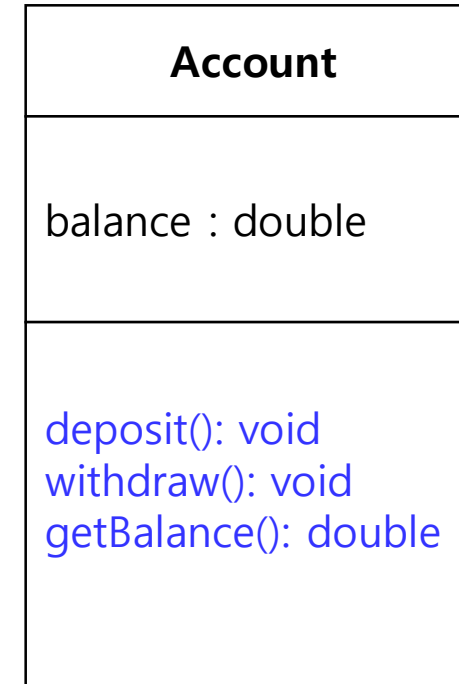 Account
balance : double
deposit(): void
withdraw(): void
getBalance(): double